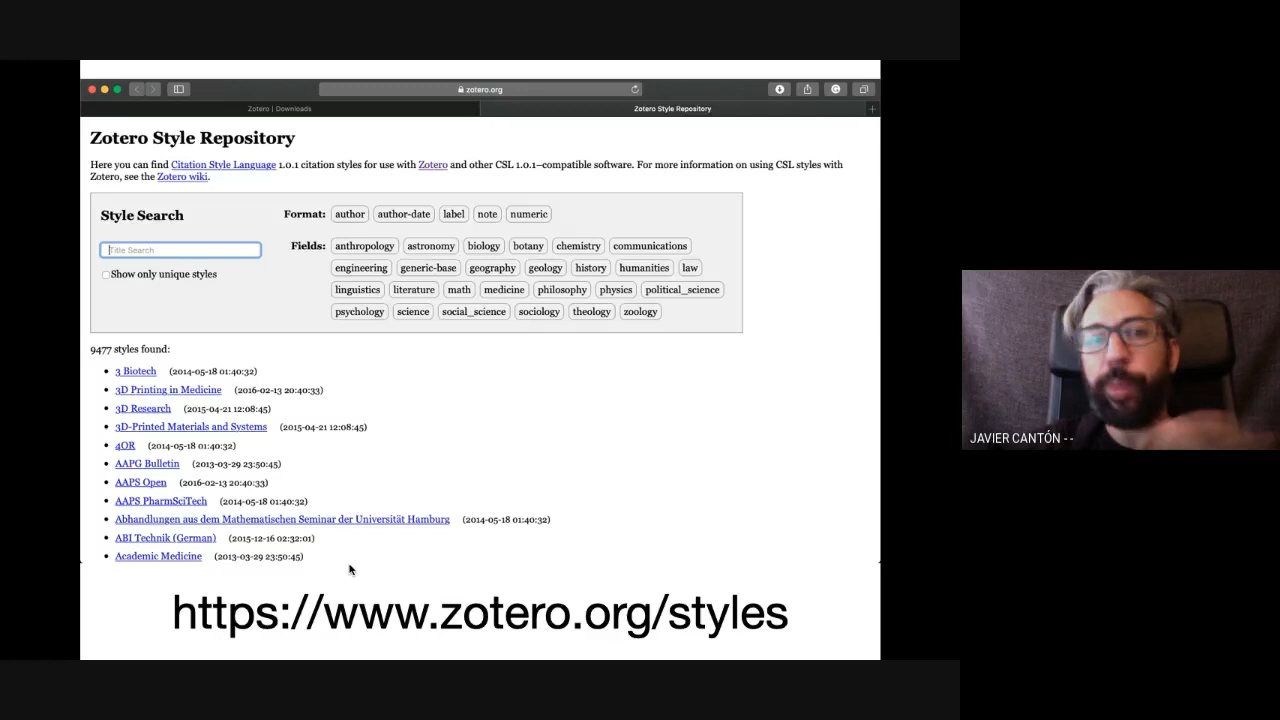 zotero.org
Zotero | Downloads
Zotero Style Repository
Zotero Style Repository
Here you can find Citation Style Language 1.0.1 citation styles for use with Zotero and other CSL 1.0.1–compatible software. For more information on using CSL styles with
Zotero, see the Zotero wiki.
Style Search
Title Search
Show only unique styles
Format: author author-date label note numeric
Fields: anthropology astronomy biology botany chemistry communications
engineering generic-base geography geology history humanities law
linguistics literature math medicine philosophy physics political_science
psychology science social_science sociology theology zoology
9477 styles found:
3 Biotech (2014-05-18 01:40:32)
3D Printing in Medicine (2016-02-13 20:40:33)
3D Research (2015-04-21 12:08:45)
3D-Printed Materials and Systems (2015-04-21 12:08:45)
4OR (2014-05-18 01:40:32)
AAPG Bulletin (2013-03-29 23:50:45)
AAPS Open (2016-02-13 20:40:33)
AAPS PharmSciTech (2014-05-18 01:40:32)
Abhandlungen aus dem Mathematischen Seminar der Universität Hamburg (2014-05-18 01:40:32)
ABI Technik (German) (2015-12-16 02:32:01)
Academic Medicine (2013-03-29 23:50:45)
https://www.zotero.org/styles
JAVIER CANTÓN - -